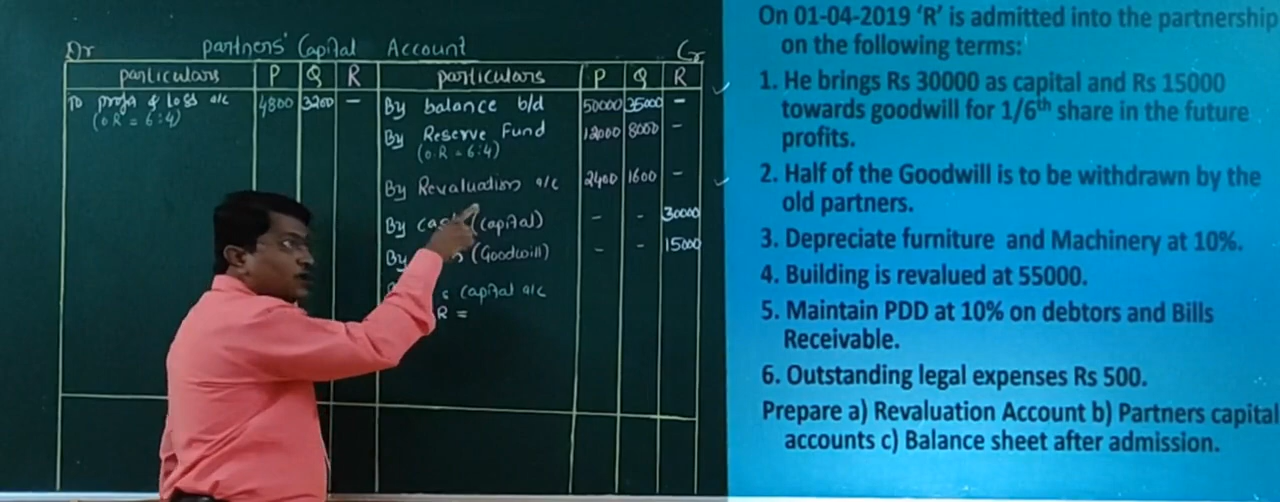 Dr Partners' Capital Account Cr
particulars P Q R particulars P Q R
To profit & Loss a/c 4800 3200 - By balance b/d 50000 35000 -
(O.R = 6:4)
By Reserve Fund 12000 8000 -
(O.R = 6:4)
By Revaluation a/c 2400 1600 -
By (Capital) - - 30000
By (Goodwill) - - 15000
Capital a/c
R =
On 01-04-2019 ‘R’ is admitted into the partnership
on the following terms:
1. He brings Rs 30000 as capital and Rs 15000
towards goodwill for 1/6th share in the future
profits.
2. Half of the Goodwill is to be withdrawn by the
old partners.
3. Depreciate furniture and Machinery at 10%.
4. Building is revalued at 55000.
5. Maintain PDD at 10% on debtors and Bills
Receivable.
6. Outstanding legal expenses Rs 500.
Prepare a) Revaluation Account b) Partners capital
accounts c) Balance sheet after admission.